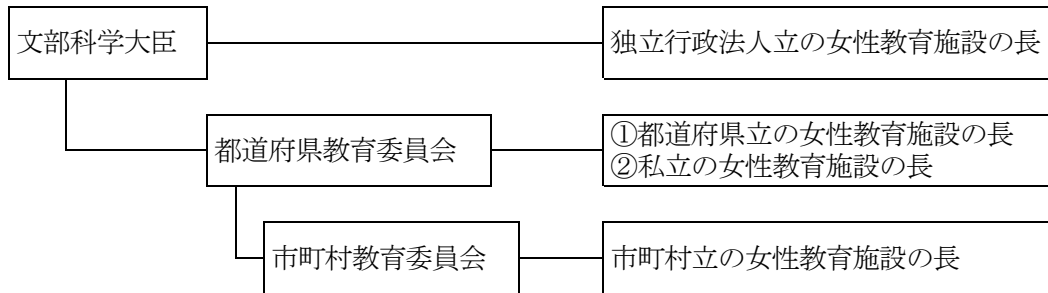 文部科学大臣
独立行政法人立の女性教育施設の長
都道府県教育委員会
①都道府県立の女性教育施設の長
②私立の女性教育施設の長
市町村教育委員会
市町村立の女性教育施設の長